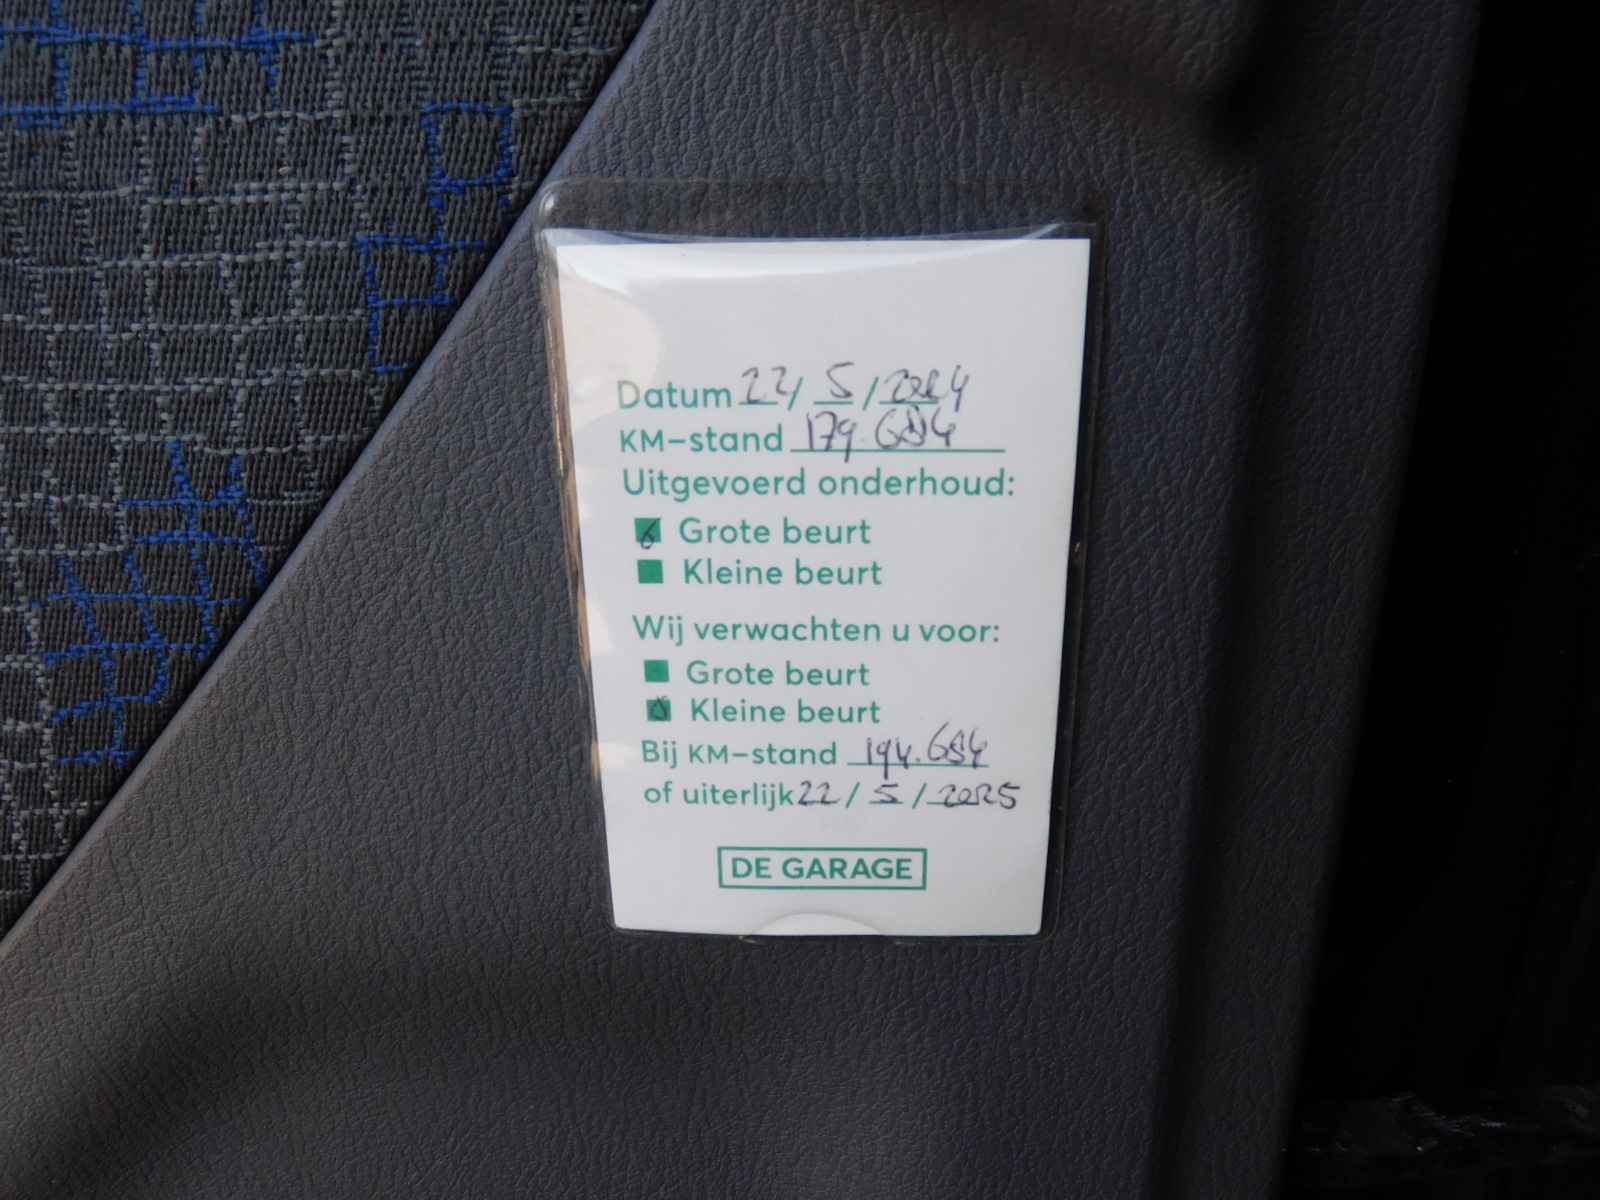 Datum 22/ 5 /2024
KM-stand 179.684
Uitgevoerd onderhoud:
Grote beurt
Kleine beurt
Wij verwachten u voor:
Grote beurt
Kleine beurt
Bij KM-stand 194.684
of uiterlijk 22 / 5 / 2025
DE GARAGE